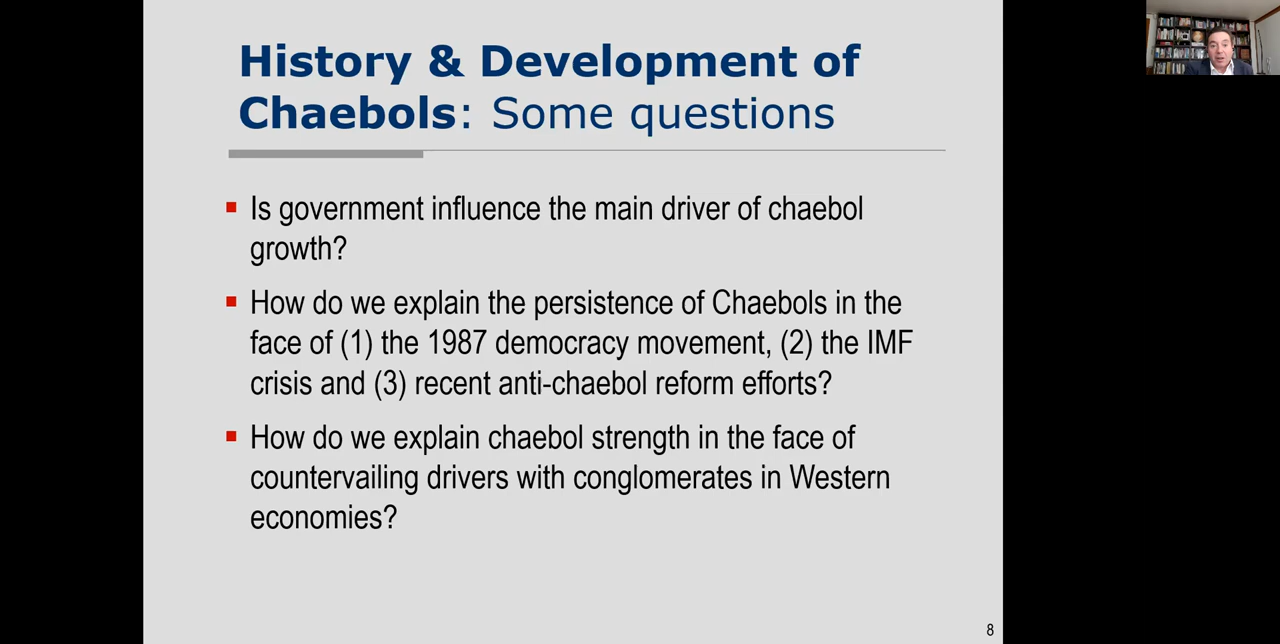 History & Development of
Chaebols: Some questions
▪ Is government influence the main driver of chaebol
growth?
▪ How do we explain the persistence of Chaebols in the
face of (1) the 1987 democracy movement, (2) the IMF
crisis and (3) recent anti-chaebol reform efforts?
▪ How do we explain chaebol strength in the face of
countervailing drivers with conglomerates in Western
economies?
8